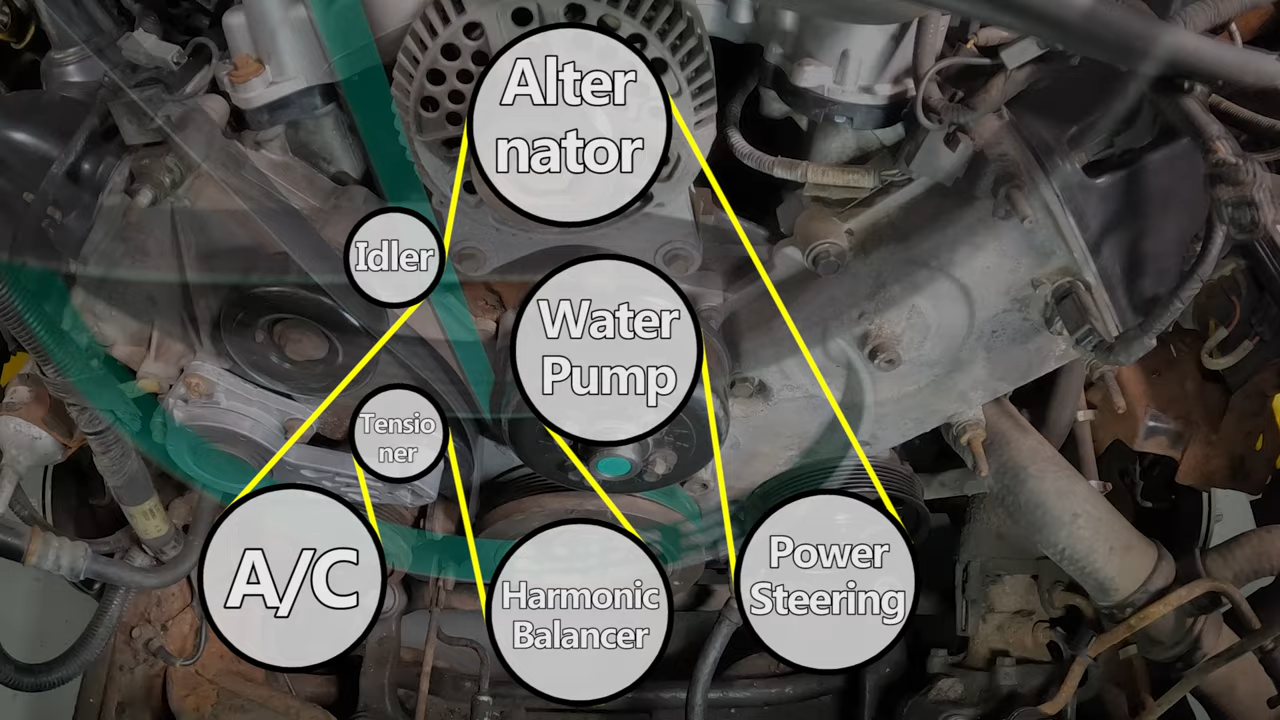 Alter
nator
Idler
Water
Pump
Tensio
ner
A/C
Harmonic
Balancer
Power
Steering